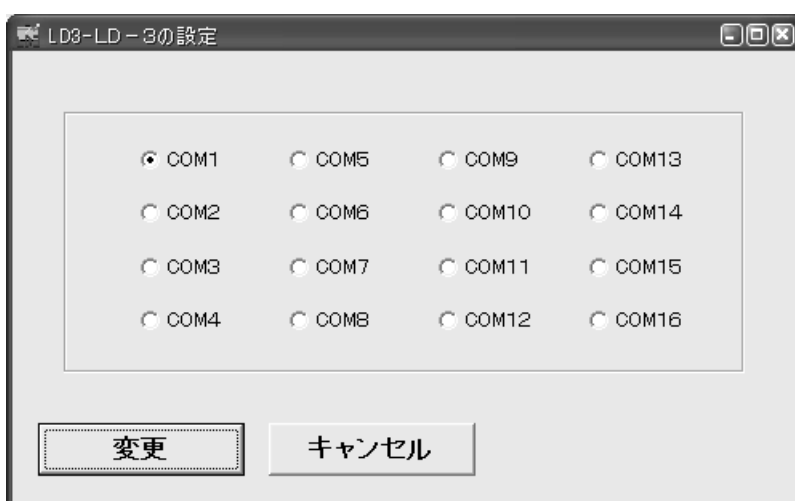 LD3-LD-3の設定
COM1 COM5 COM9 COM13
COM2 COM6 COM10 COM14
COM3 COM7 COM11 COM15
COM4 COM8 COM12 COM16
変更 キャンセル